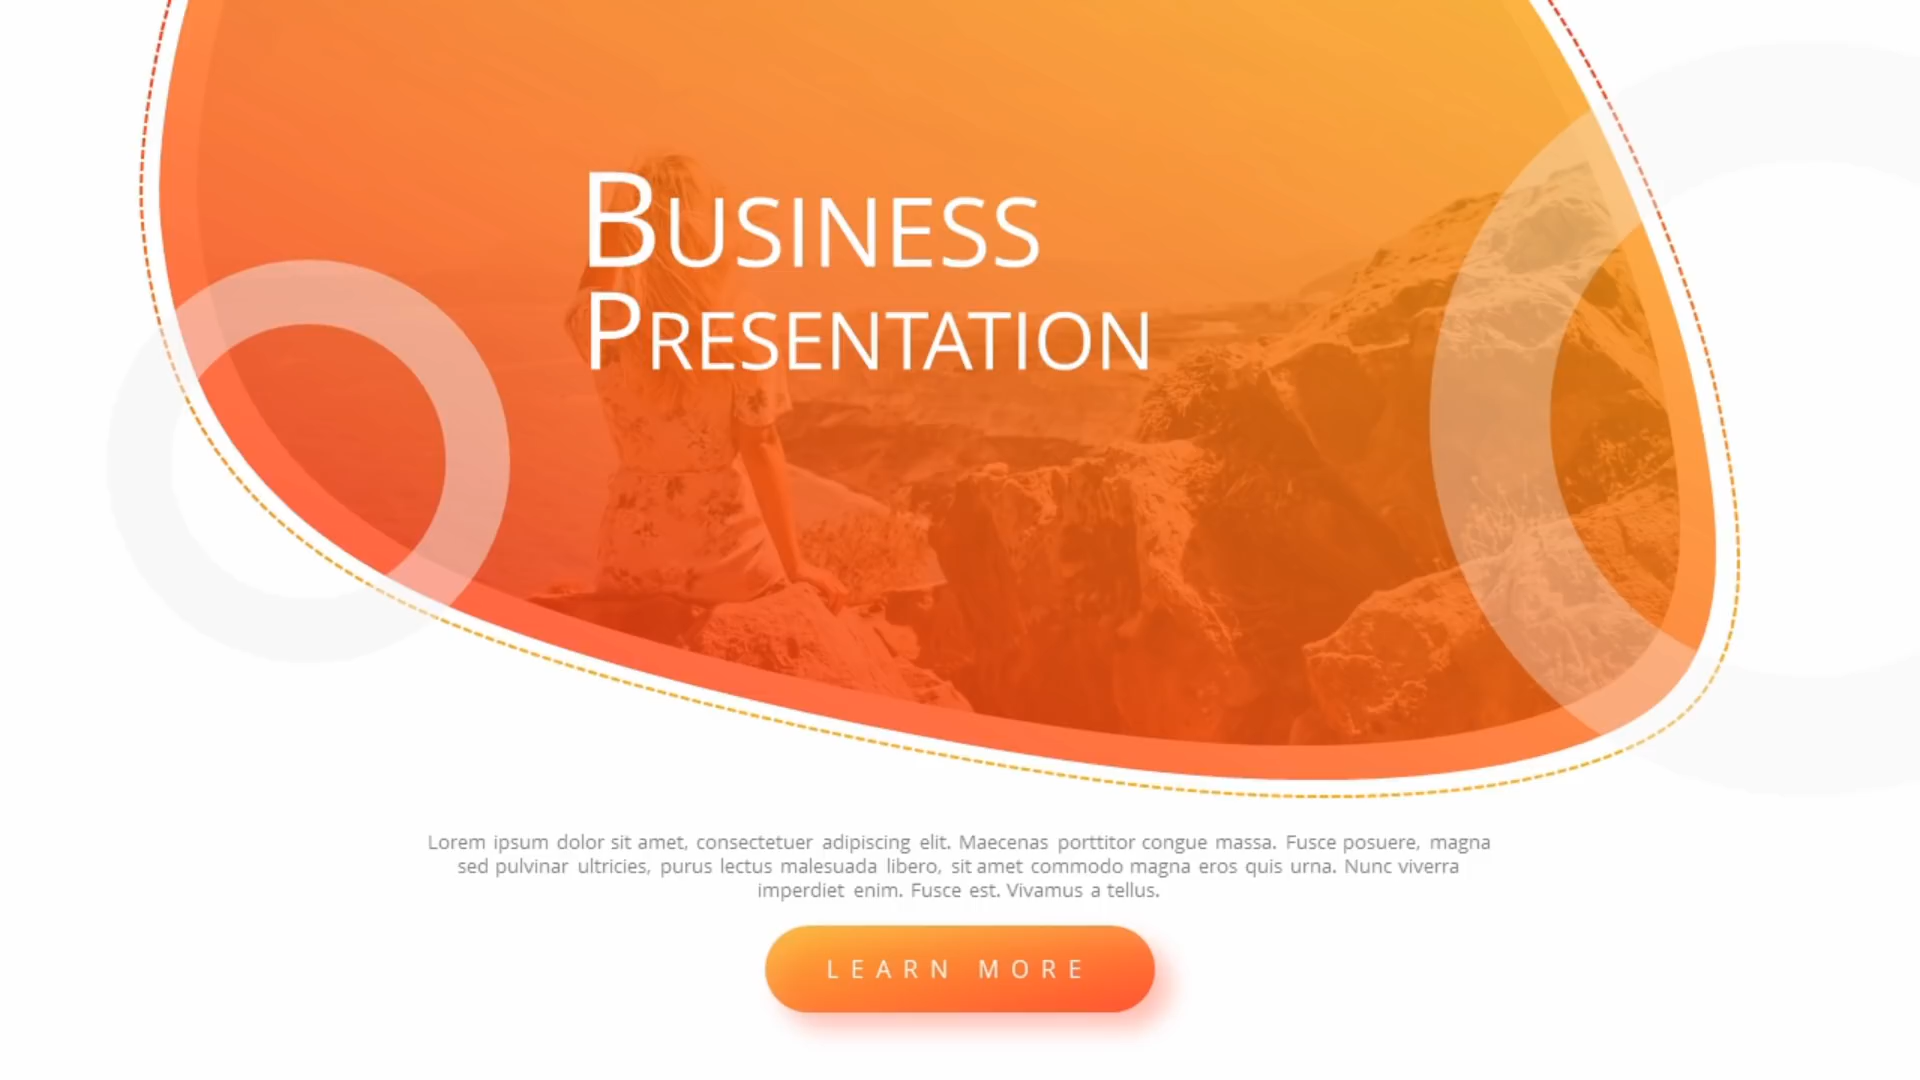 BUSINESS
PRESENTATION
Lorem ipsum dolor sit amet, consectetuer adipiscing elit. Maecenas porttitor congue massa. Fusce posuere, magna
sed pulvinar ultricies, purus lectus malesuada libero, sit amet commodo magna eros quis urna. Nunc viverra
imperdiet enim. Fusce est. Vivamus a tellus.
LEARN MORE